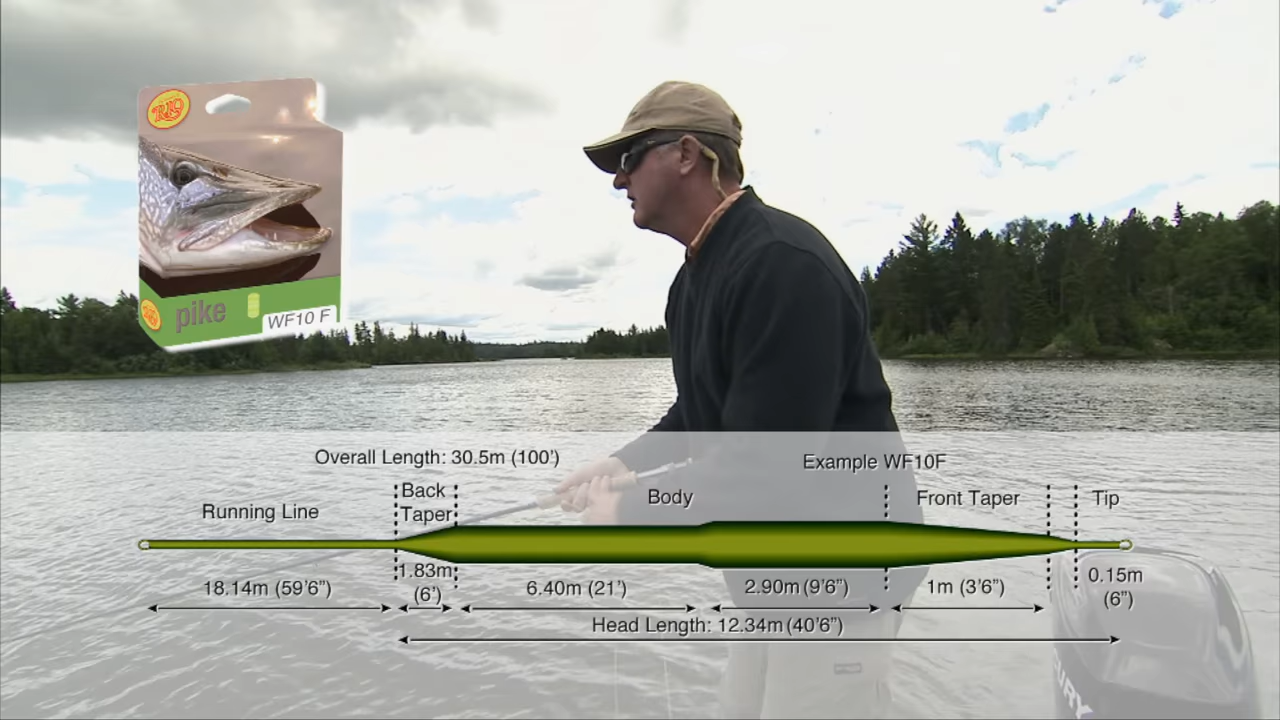 RIO
pike
WF10 F
Overall Length: 30.5m (100')
Example WF10F
Running Line
Back
Taper
Body
Front Taper
Tip
18.14m (59'6")
1.83m
(6')
6.40m (21')
2.90m (9'6")
1m (3'6")
0.15m
(6")
Head Length: 12.34m (40'6")
URY